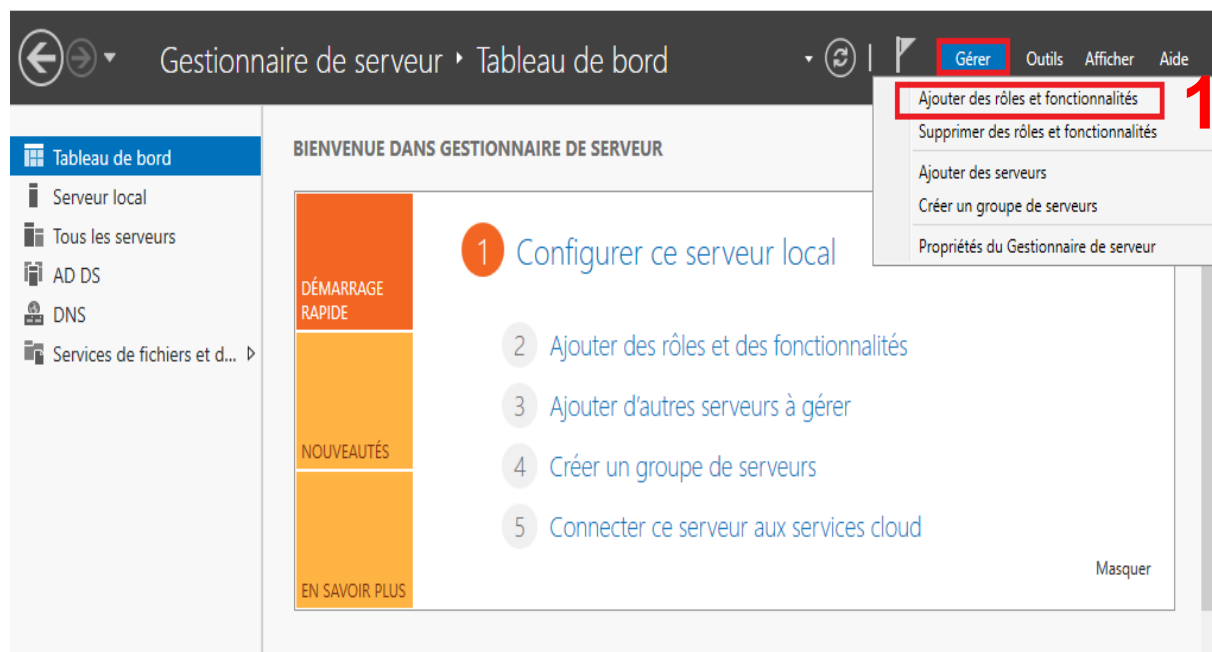 Gestionnaire de serveur ‣ Tableau de bord
Gérer Outils Afficher Aide
Ajouter des rôles et fonctionnalités
1
Supprimer des rôles et fonctionnalités
Ajouter des serveurs
Créer un groupe de serveurs
Propriétés du Gestionnaire de serveur
Tableau de bord
Serveur local
Tous les serveurs
AD DS
DNS
Services de fichiers et d...
BIENVENUE DANS GESTIONNAIRE DE SERVEUR
DÉMARRAGE
RAPIDE
NOUVEAUTÉS
EN SAVOIR PLUS
1 Configurer ce serveur local
2 Ajouter des rôles et des fonctionnalités
3 Ajouter d’autres serveurs à gérer
4 Créer un groupe de serveurs
5 Connecter ce serveur aux services cloud
Masquer